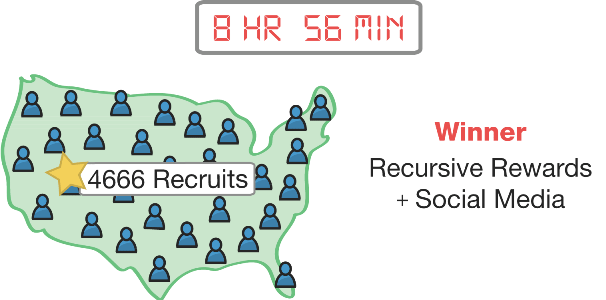 8 HR 56 MIN
Winner
4666 Recruits
Recursive Rewards
+ Social Media